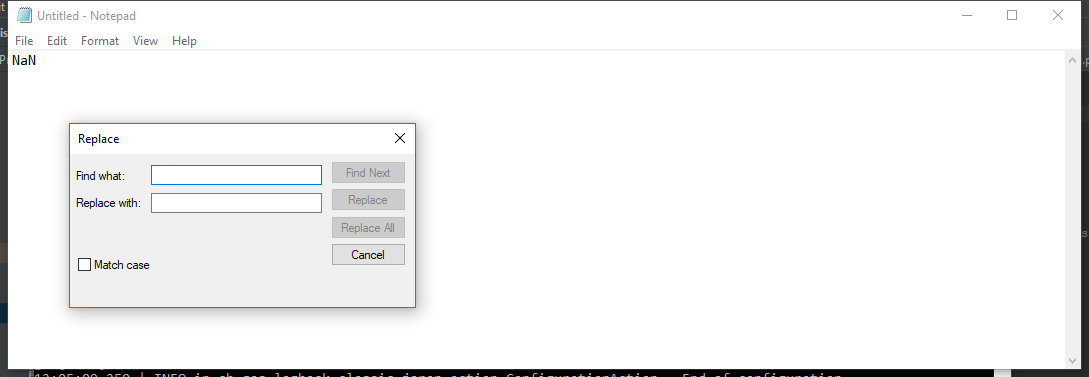 Untitled - Notepad
File Edit Format View Help
NaN
Replace
Find what:
Find Next
Replace with:
Replace
Replace All
Cancel
Match case